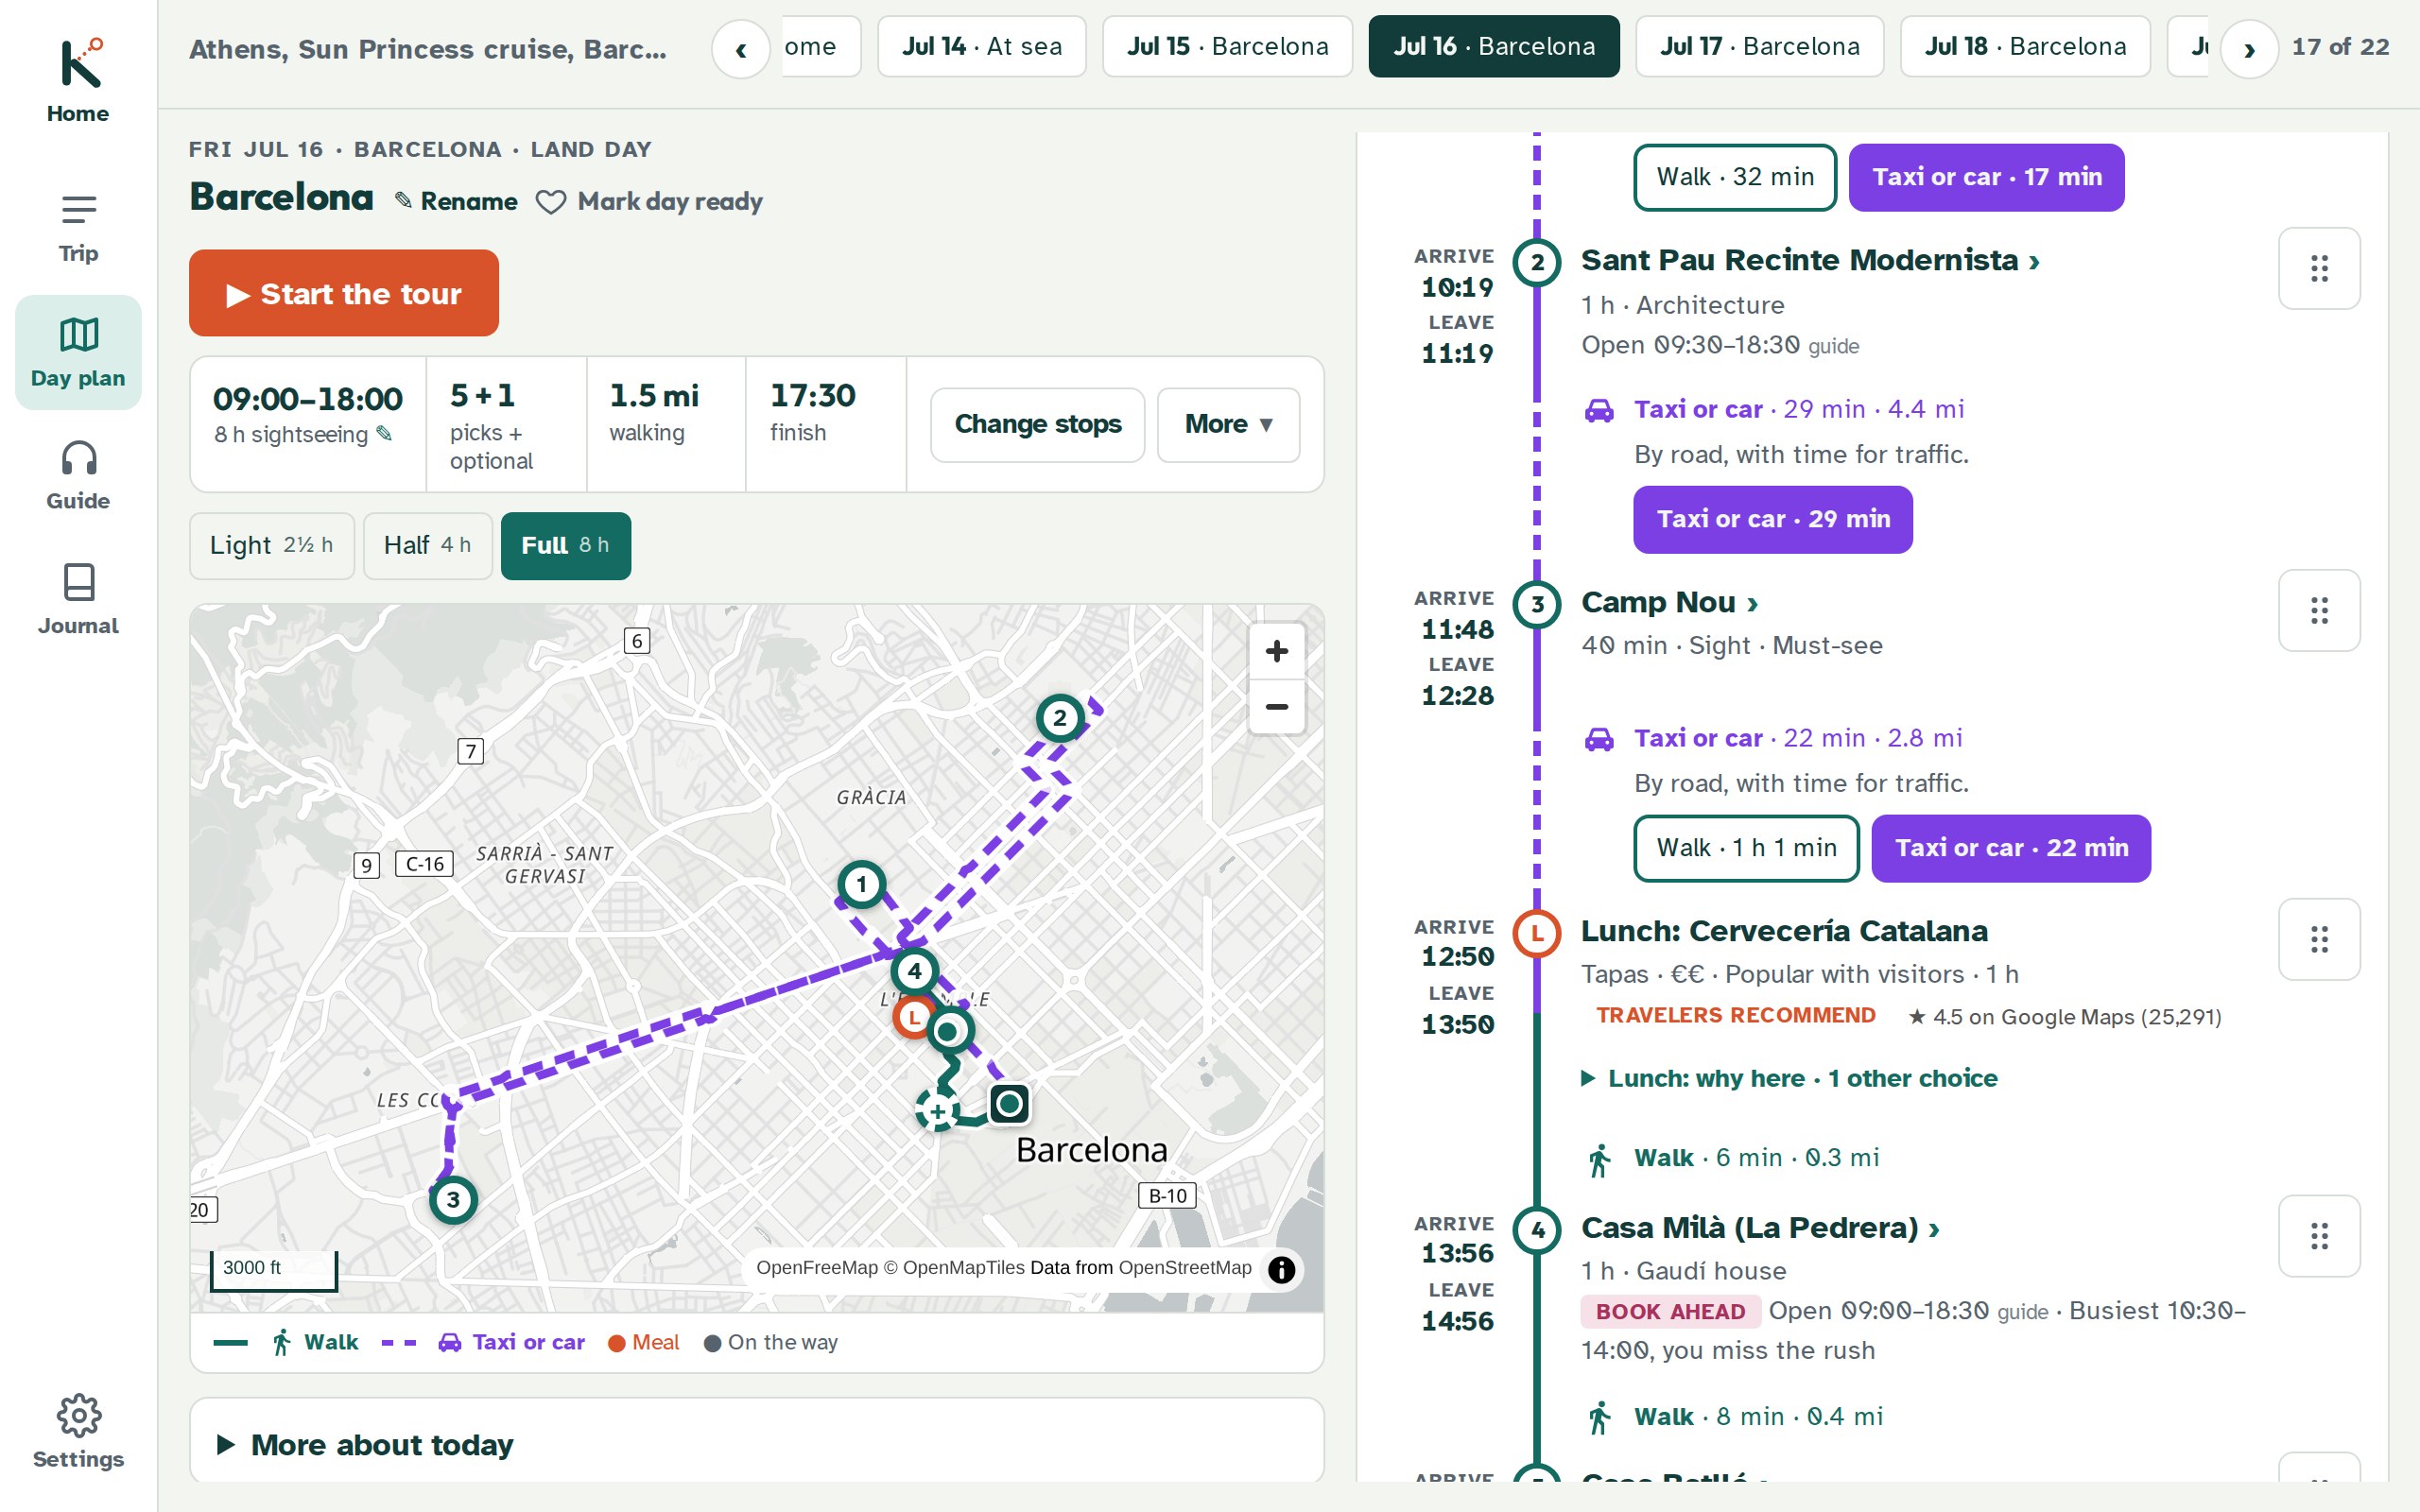 Athens, Sun Princess cruise, Barc…
‹
ome
Jul 14 · At sea
Jul 15 · Barcelona
Jul 16 · Barcelona
Jul 17 · Barcelona
Jul 18 · Barcelona
›
17 of 22
Home
Trip
Day plan
Guide
Journal
Settings
FRI JUL 16 · BARCELONA · LAND DAY
Barcelona ✎ Rename ♡ Mark day ready
▶ Start the tour
09:00–18:00
8 h sightseeing ✎
5 + 1
picks +
optional
1.5 mi
walking
17:30
finish
Change stops
More ▼
Light 2½ h
Half 4 h
Full 8 h
6
7
9
C-16
SARRIÀ - SANT
GERVASI
GRÀCIA
2
1
4
L
LES CO
3
20
+
Barcelona
B-10
+
−
3000 ft
OpenFreeMap © OpenMapTiles Data from OpenStreetMap
Walk
Taxi or car
Meal
On the way
▶ More about today
Walk · 32 min
Taxi or car · 17 min
ARRIVE
10:19
LEAVE
11:19
2
Sant Pau Recinte Modernista ›
1 h · Architecture
Open 09:30–18:30 guide
Taxi or car · 29 min · 4.4 mi
By road, with time for traffic.
Taxi or car · 29 min
ARRIVE
11:48
LEAVE
12:28
3
Camp Nou ›
40 min · Sight · Must-see
Taxi or car · 22 min · 2.8 mi
By road, with time for traffic.
Walk · 1 h 1 min
Taxi or car · 22 min
ARRIVE
12:50
LEAVE
13:50
L
Lunch: Cervecería Catalana
Tapas · €€ · Popular with visitors · 1 h
TRAVELERS RECOMMEND ★ 4.5 on Google Maps (25,291)
▶ Lunch: why here · 1 other choice
Walk · 6 min · 0.3 mi
ARRIVE
13:56
LEAVE
14:56
4
Casa Milà (La Pedrera) ›
1 h · Gaudí house
BOOK AHEAD Open 09:00–18:30 guide · Busiest 10:30–
14:00, you miss the rush
Walk · 8 min · 0.4 mi
ARRIVE
Casa Batlló ›